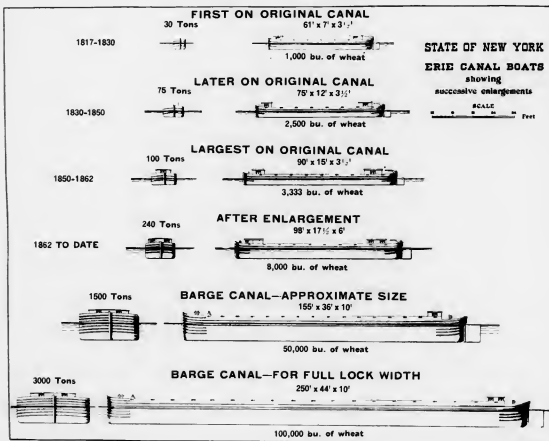 FIRST ON ORIGINAL CANAL
30 Tons
61' x 7' x 3½'
1817-1830
1,000 bu. of wheat
STATE OF NEW YORK
ERIE CANAL BOATS
showing
successive enlargements
SCALE
Feet
LATER ON ORIGINAL CANAL
75 Tons
75' x 12' x 3½'
1830-1850
2,500 bu. of wheat
LARGEST ON ORIGINAL CANAL
100 Tons
90' x 15' x 3½'
1850-1862
3,333 bu. of wheat
AFTER ENLARGEMENT
240 Tons
98' x 17½ x 6'
1862 TO DATE
8,000 bu. of wheat
BARGE CANAL—APPROXIMATE SIZE
1500 Tons
155' x 36' x 10'
50,000 bu. of wheat
BARGE CANAL—FOR FULL LOCK WIDTH
3000 Tons
250' x 44' x 10'
100,000 bu. of wheat